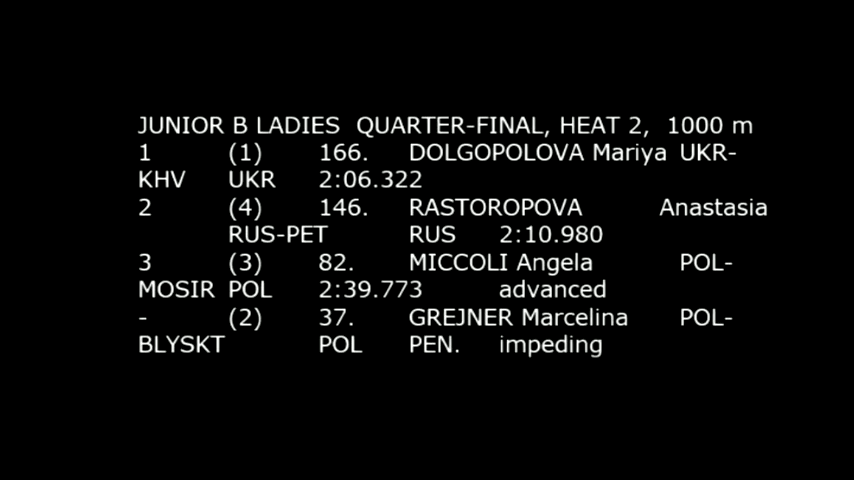 JUNIOR B LADIES QUARTER-FINAL, HEAT 2, 1000 m
1 (1) 166. DOLGOPOLOVA Mariya UKR-
KHV UKR 2:06.322
2 (4) 146. RASTOROPOVA Anastasia
RUS-PET RUS 2:10.980
3 (3) 82. MICCOLI Angela POL-
MOSIR POL 2:39.773 advanced
- (2) 37. GREJNER Marcelina POL-
BLYSKT POL PEN. impeding